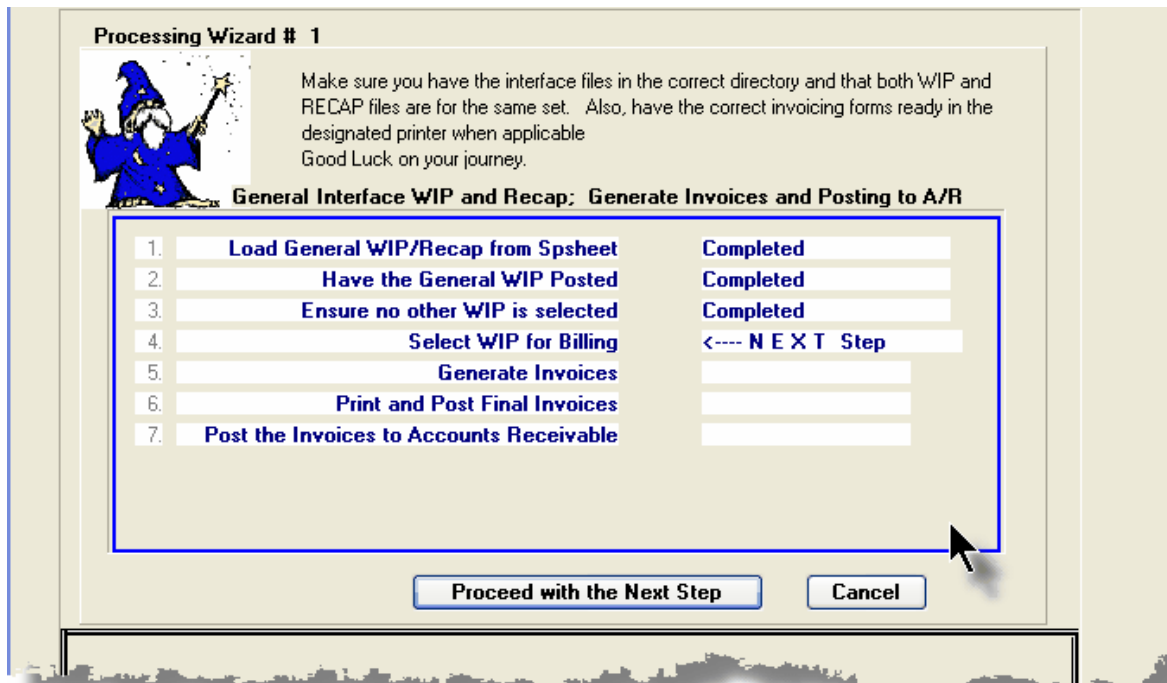 Processing Wizard # 1
Make sure you have the interface files in the correct directory and that both WIP and
RECAP files are for the same set. Also, have the correct invoicing forms ready in the
designated printer when applicable
Good Luck on your journey.
General Interface WIP and Recap; Generate Invoices and Posting to A/R
1. Load General WIP/Recap from Spsheet Completed
2. Have the General WIP Posted Completed
3. Ensure no other WIP is selected Completed
4. Select WIP for Billing <---- N E X T Step
5. Generate Invoices
6. Print and Post Final Invoices
7. Post the Invoices to Accounts Receivable
Proceed with the Next Step Cancel